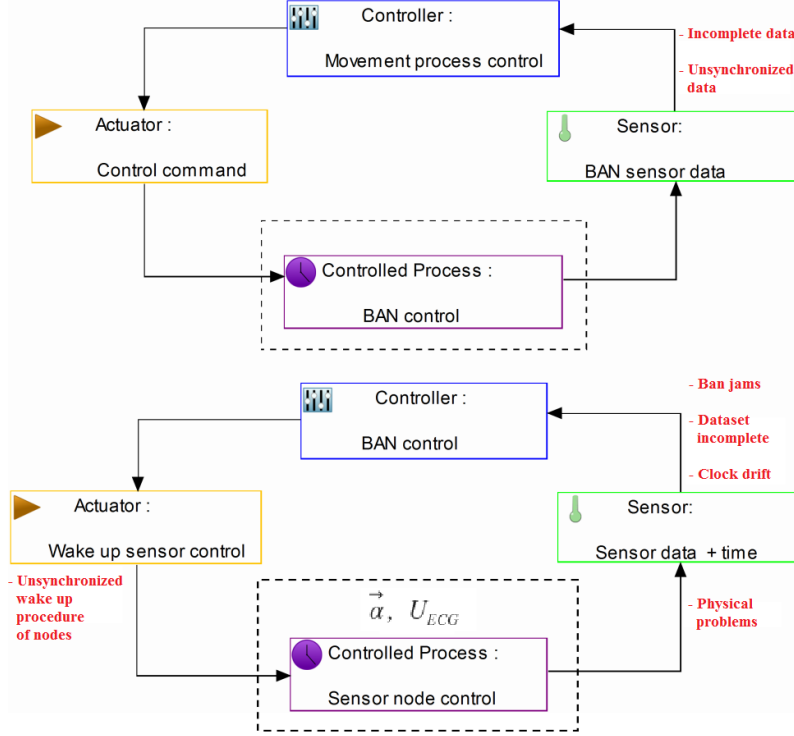 Controller :
Movement process control
- Incomplete data
- Unsynchronized
data
Actuator :
Control command
Sensor:
BAN sensor data
Controlled Process :
BAN control
Controller :
BAN control
- Ban jams
- Dataset
incomplete
- Clock drift
Actuator :
Wake up sensor control
Sensor:
Sensor data + time
- Unsynchronized
wake up
procedure
of nodes
- Physical
problems
α⃗, U_ECG
Controlled Process :
Sensor node control